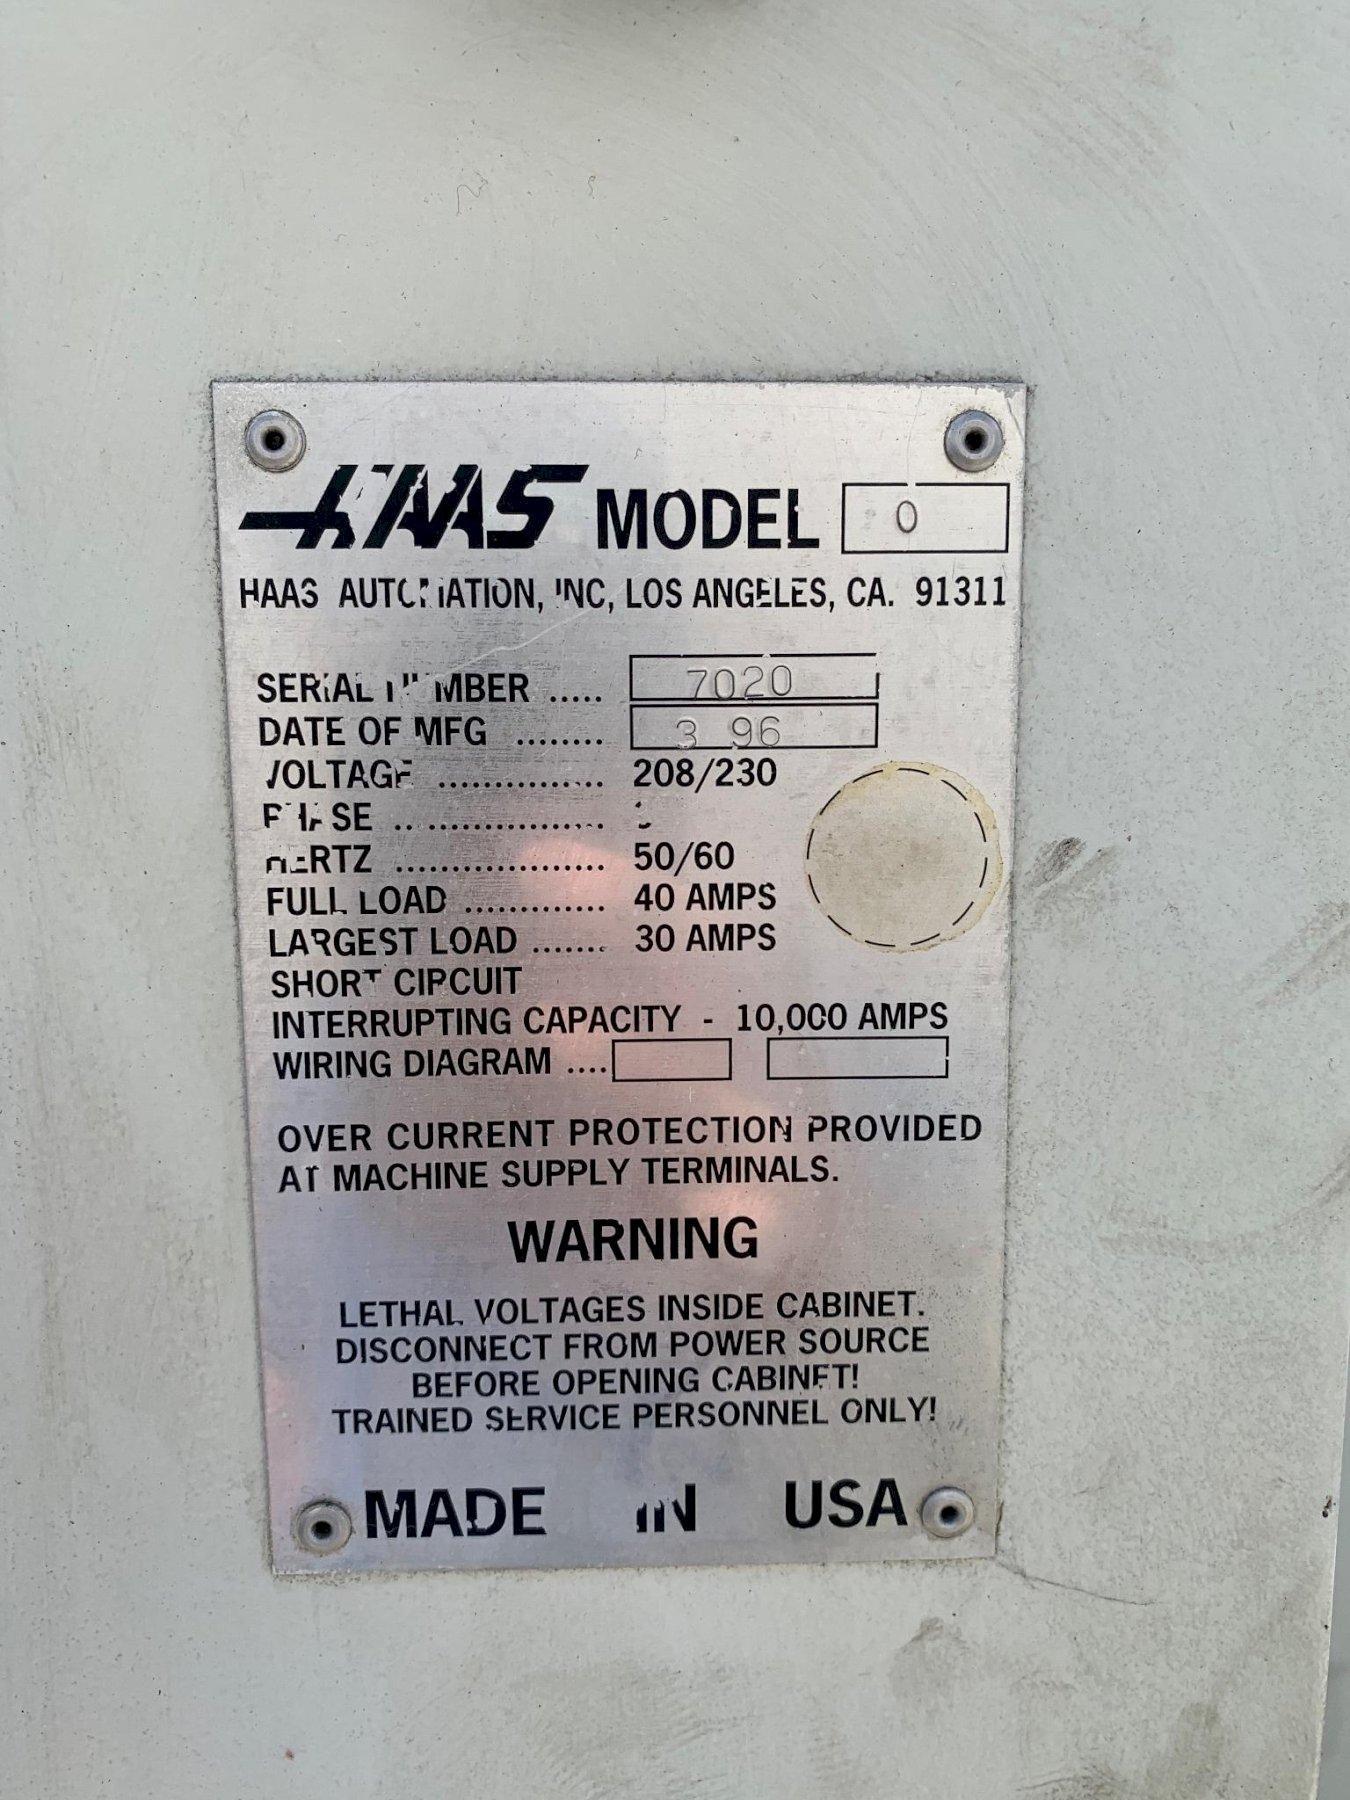 HAAS MODEL 0
HAAS AUTOMATION, INC, LOS ANGELES, CA. 91311
SERIAL NUMBER ..... 7020
DATE OF MFG ........ 3 96
VOLTAGE ............... 208/230
PHASE .................
HERTZ .................. 50/60
FULL LOAD ............. 40 AMPS
LARGEST LOAD ....... 30 AMPS
SHORT CIRCUIT
INTERRUPTING CAPACITY - 10,000 AMPS
WIRING DIAGRAM ....
OVER CURRENT PROTECTION PROVIDED
AT MACHINE SUPPLY TERMINALS.
WARNING
LETHAL VOLTAGES INSIDE CABINET.
DISCONNECT FROM POWER SOURCE
BEFORE OPENING CABINET!
TRAINED SERVICE PERSONNEL ONLY!
MADE IN USA